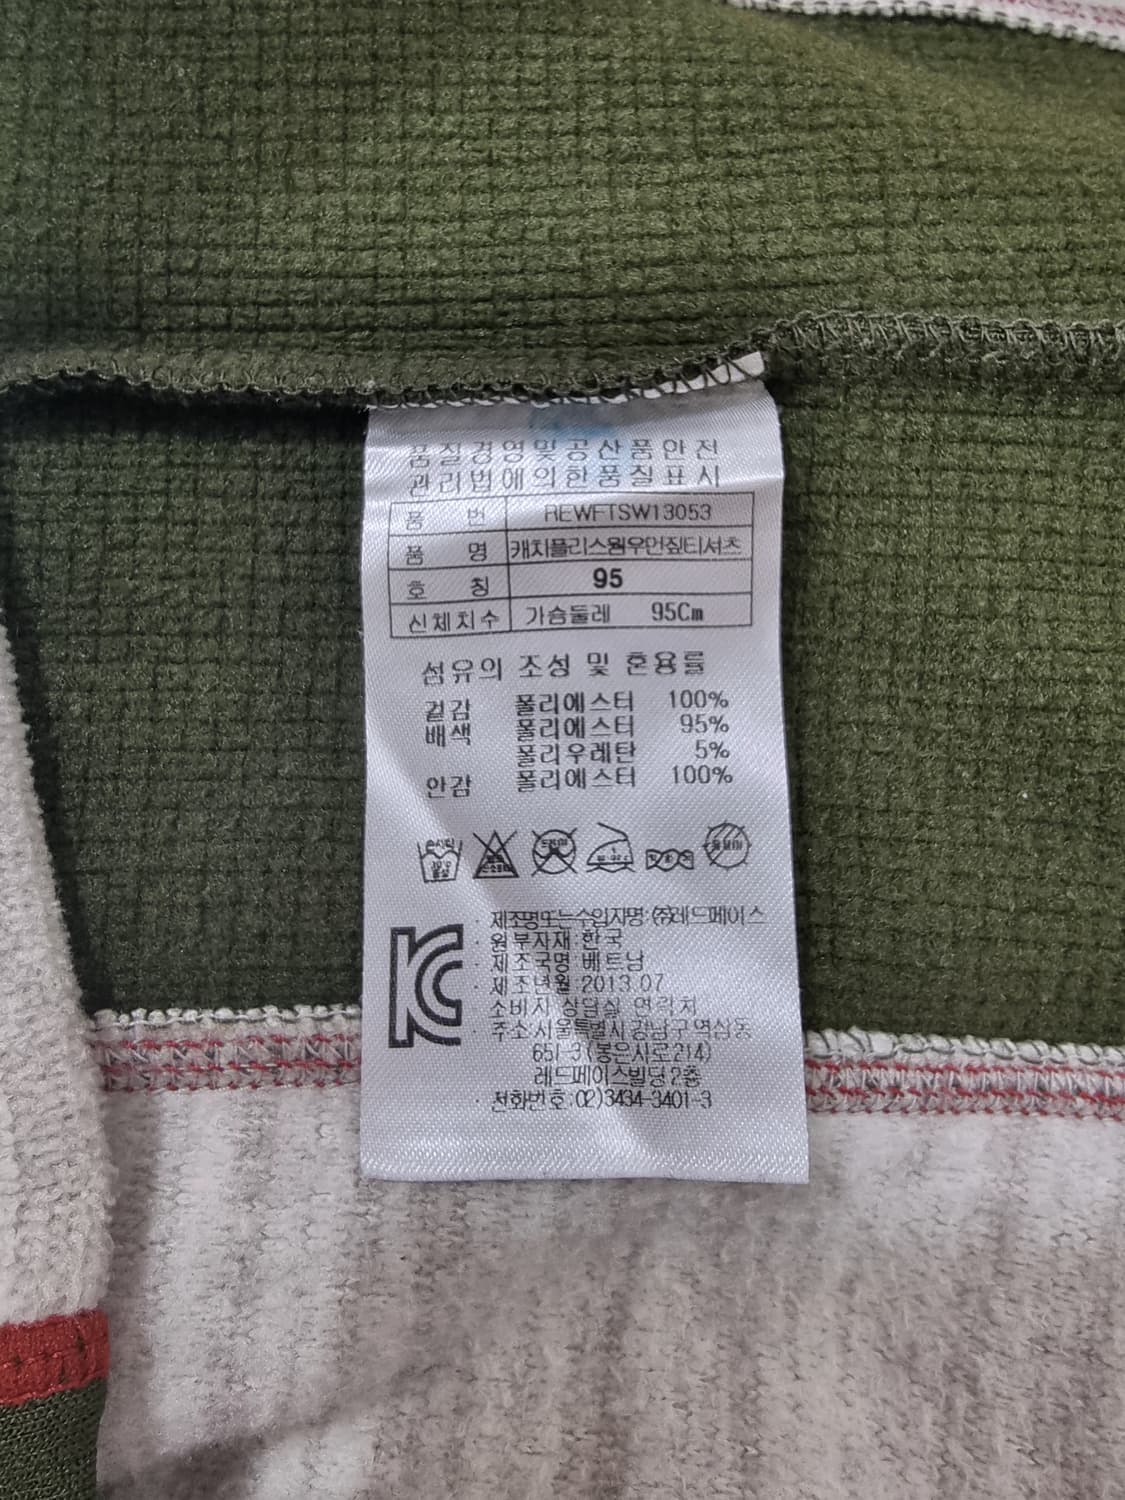 품질경영및공산품안전
관리법에의한품질표시
품 번 REWFTSW13053
품 명 캐치플리스웜우먼짚티셔츠
호 칭 95
신체치수 가슴둘레 95Cm
섬유의 조성 및 혼용률
겉감 폴리에스터 100%
배색 폴리에스터 95%
폴리우레탄 5%
안감 폴리에스터 100%
· 제조명또는수입자명:(주)레드페이스
· 원부자재:한국
· 제조국명:베트남
· 제조년월:2013.07
소비자 상담실 연락처
· 주소:서울특별시강남구역삼동
651-3(봉은사로214)
레드페이스빌딩2층
· 전화번호:02)3434-3401~3